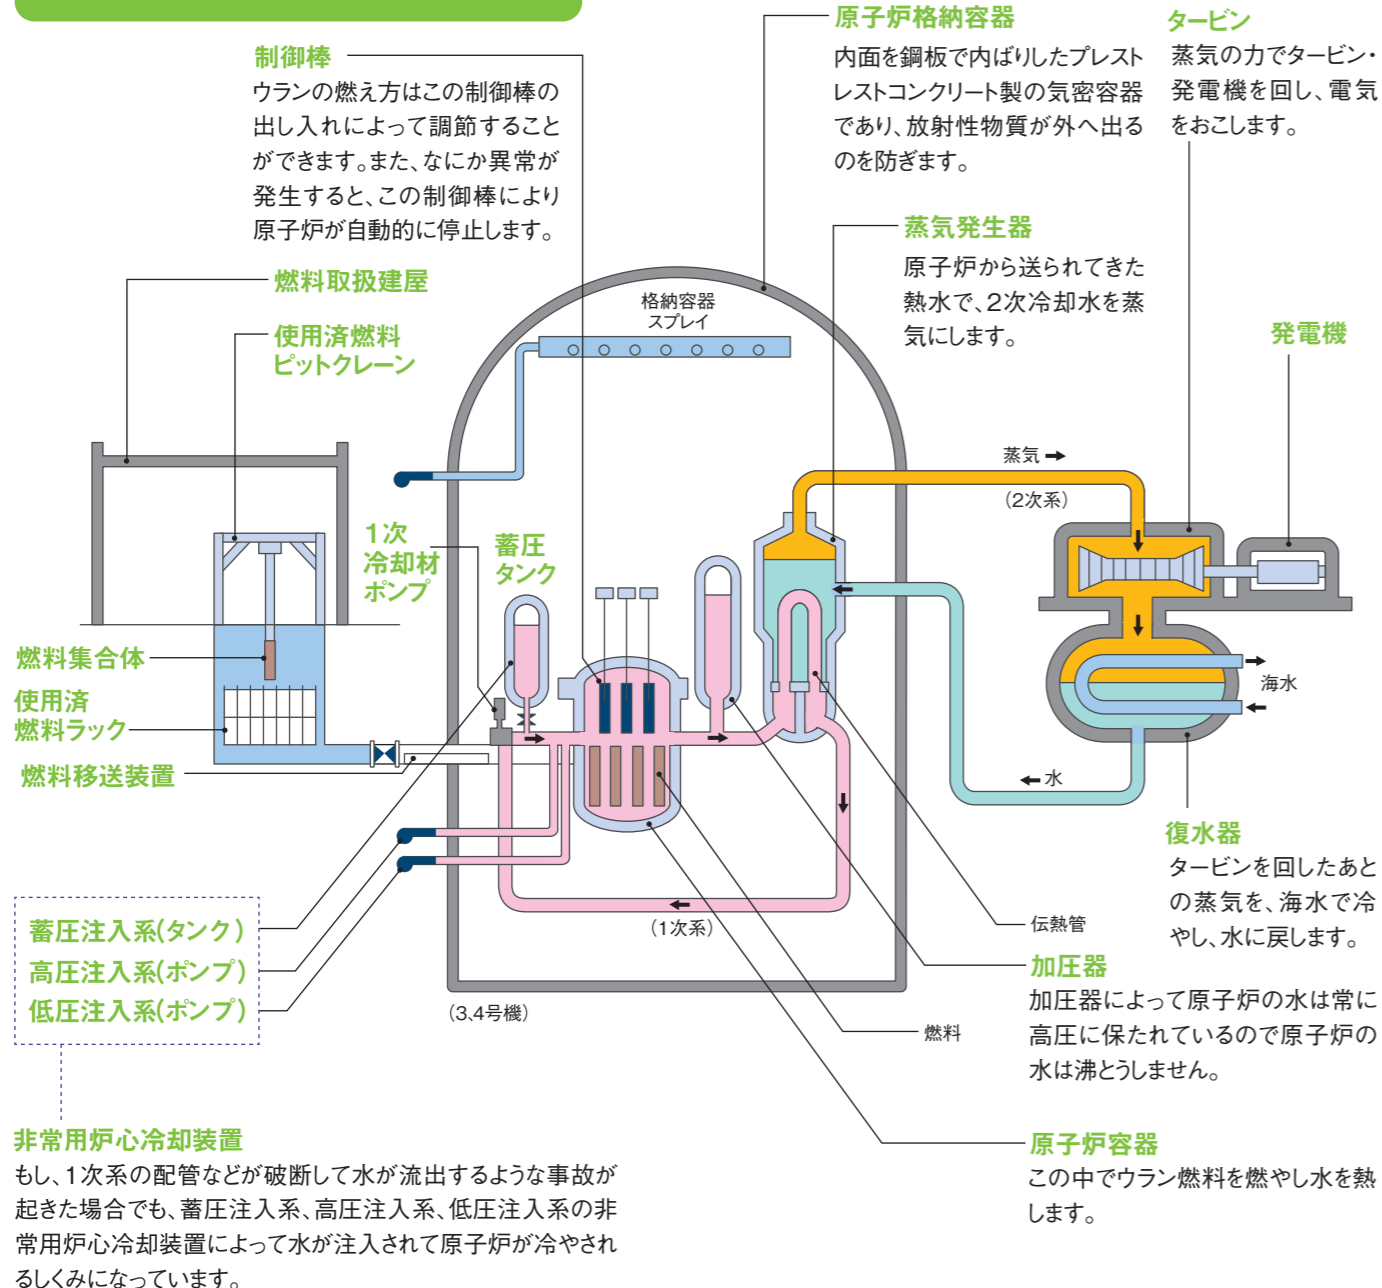 制御棒
ウランの燃え方はこの制御棒の
出し入れによって調節すること
ができます。また、なにか異常が
発生すると、この制御棒により
原子炉が自動的に停止します。
原子炉格納容器
内面を鋼板で内ばりしたプレスト
レストコンクリート製の気密容器
であり、放射性物質が外へ出る
のを防ぎます。
タービン
蒸気の力でタービン・
発電機を回し、電気
をおこします。
蒸気発生器
原子炉から送られてきた
熱水で、2次冷却水を蒸
気にします。
燃料取扱建屋
使用済燃料
ピットクレーン
格納容器
スプレイ
発電機
蒸気
(2次系)
1次
冷却材
ポンプ
蓄圧
タンク
燃料集合体
使用済
燃料ラック
燃料移送装置
海水
水
復水器
タービンを回したあと
の蒸気を、海水で冷
やし、水に戻します。
蓄圧注入系(タンク)
高圧注入系(ポンプ)
低圧注入系(ポンプ)
(1次系)
(3、4号機)
伝熱管
加圧器
加圧器によって原子炉の水は常に
高圧に保たれているので原子炉の
水は沸とうしません。
燃料
原子炉容器
この中でウラン燃料を燃やし水を熱
します。
非常用炉心冷却装置
もし、1次系の配管などが破断して水が流出するような事故が
起きた場合でも、蓄圧注入系、高圧注入系、低圧注入系の非
常用炉心冷却装置によって水が注入されて原子炉が冷やされ
るしくみになっています。